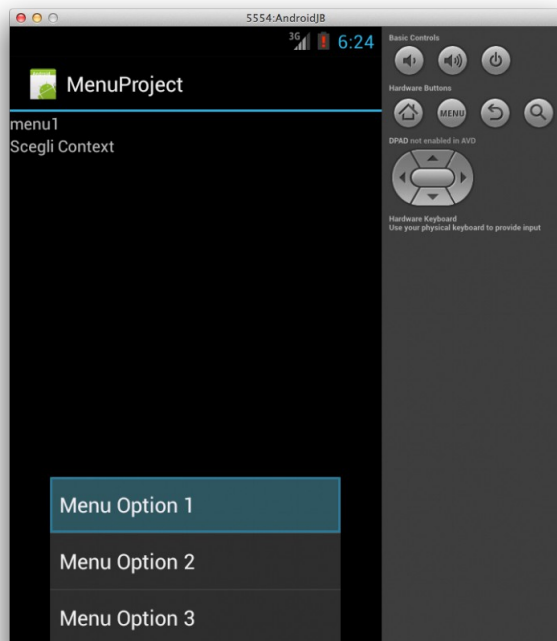 5554:AndroidJB
3G 6:24
MenuProject
menu1
Scegli Context
Menu Option 1
Menu Option 2
Menu Option 3
Basic Controls
Hardware Buttons
MENU
DPAD not enabled in AVD
Hardware Keyboard
Use your physical keyboard to provide input